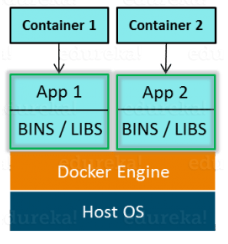 Container 1
Container 2
App 1
App 2
BINS / LIBS
BINS / LIBS
Docker Engine
Host OS